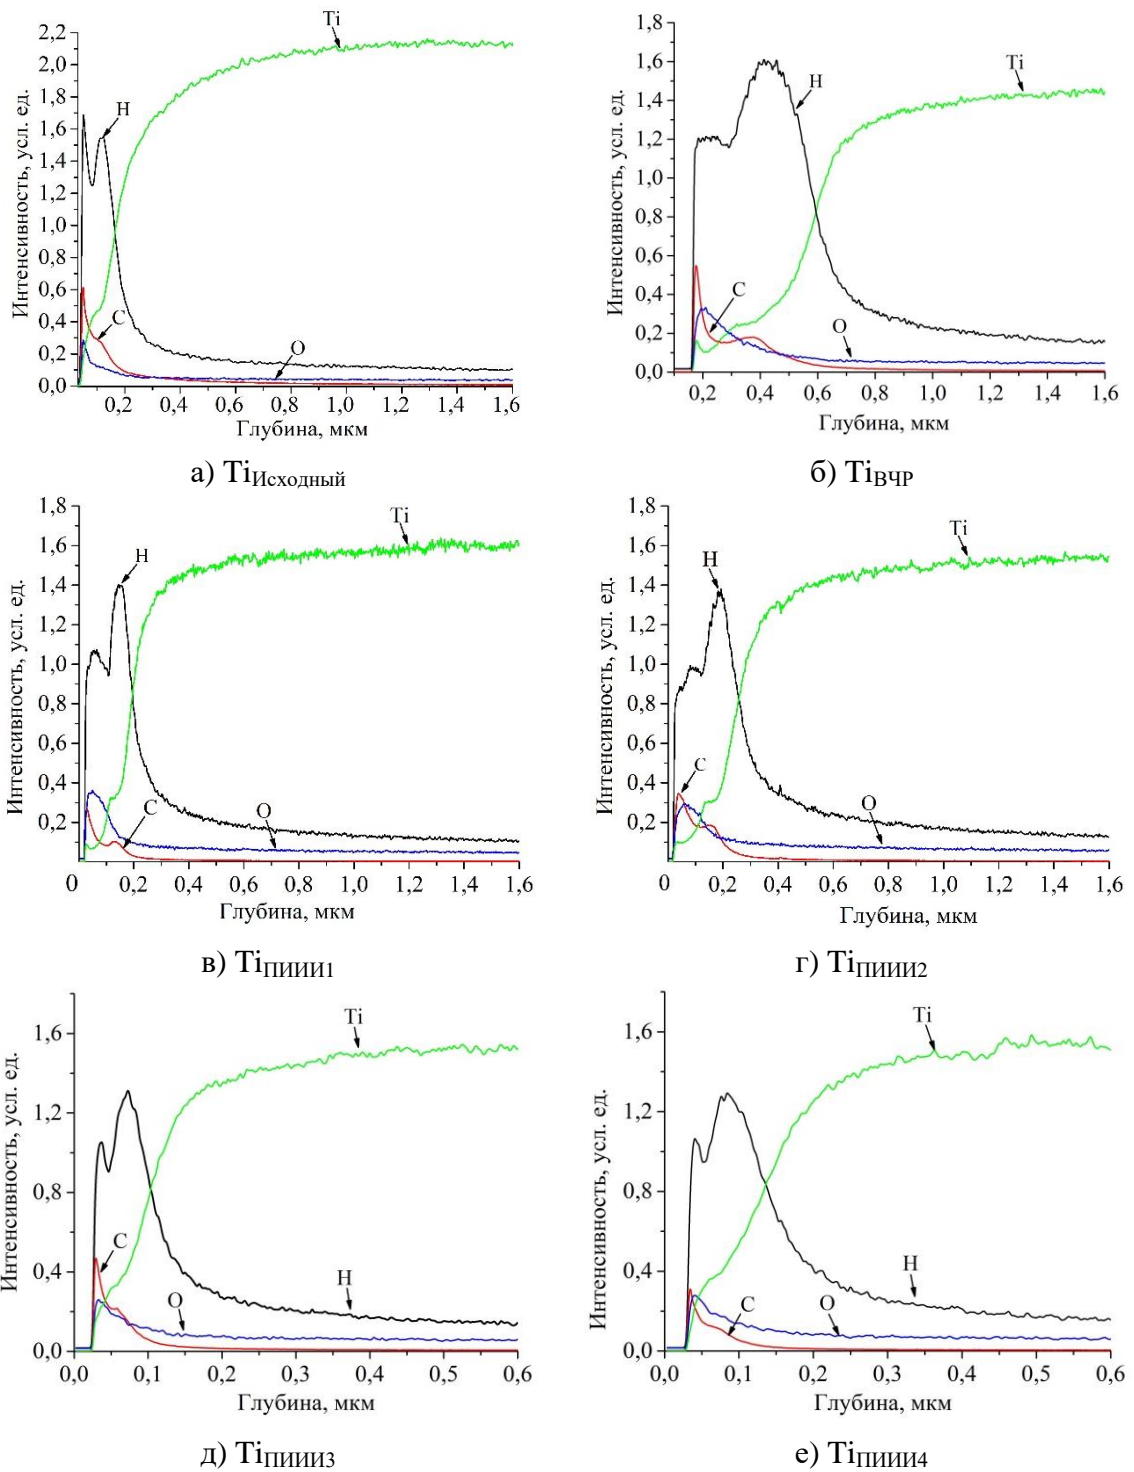 Ti
H
C
O
2,2
2,0
1,8
1,6
1,4
1,2
1,0
0,8
0,6
0,4
0,2
0,0
Интенсивность, усл. ед.
0,2 0,4 0,6 0,8 1,0 1,2 1,4 1,6
Глубина, мкм
а) TiИсходный
Ti
H
C
O
1,8
1,6
1,4
1,2
1,0
0,8
0,6
0,4
0,2
0,0
Интенсивность, усл. ед.
0,2 0,4 0,6 0,8 1,0 1,2 1,4 1,6
Глубина, мкм
б) TiВЧР
Ti
H
C
O
1,8
1,6
1,4
1,2
1,0
0,8
0,6
0,4
0,2
Интенсивность, усл. ед.
0 0,2 0,4 0,6 0,8 1,0 1,2 1,4 1,6
Глубина, мкм
в) TiПИИИ1
Ti
H
C
O
1,8
1,6
1,4
1,2
1,0
0,8
0,6
0,4
0,2
Интенсивность, усл. ед.
0 0,2 0,4 0,6 0,8 1,0 1,2 1,4 1,6
Глубина, мкм
г) TiПИИИ2
Ti
C
O
H
1,6
1,2
0,8
0,4
0,0
Интенсивность, усл. ед.
0,0 0,1 0,2 0,3 0,4 0,5 0,6
Глубина, мкм
д) TiПИИИ3
Ti
H
C
O
1,6
1,2
0,8
0,4
0,0
Интенсивность, усл. ед.
0,0 0,1 0,2 0,3 0,4 0,5 0,6
Глубина, мкм
е) TiПИИИ4